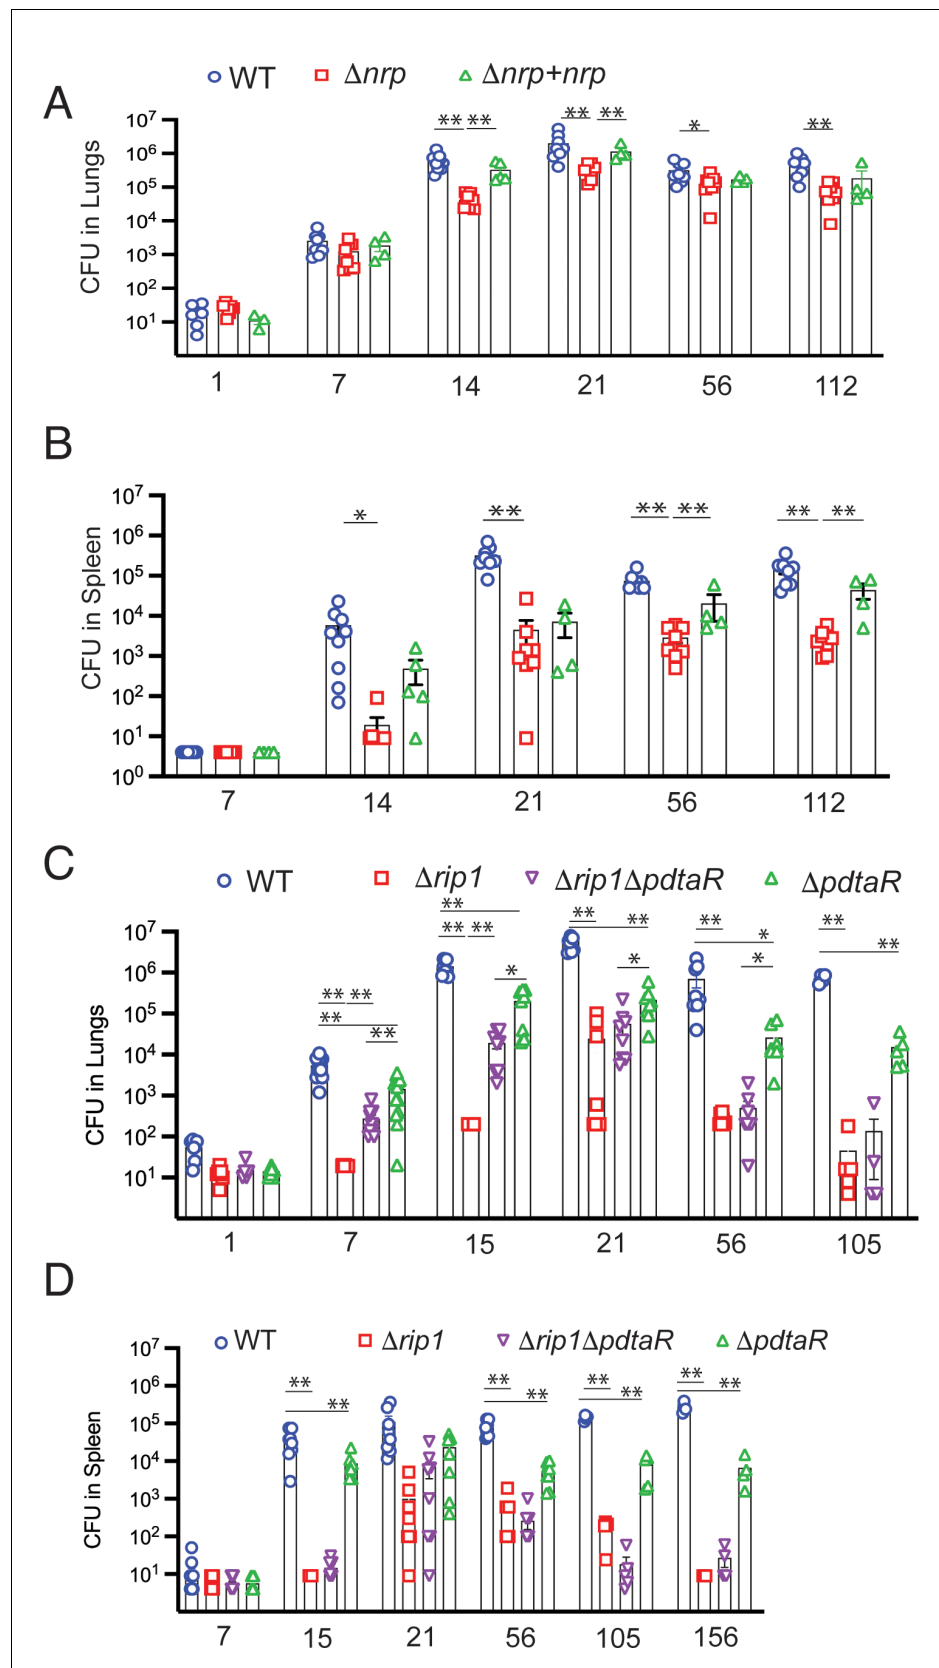 WT Δnrp Δnrp+nrp
A
** ** ** ** * **
CFU in Lungs
10⁷
10⁶
10⁵
10⁴
10³
10²
10¹
1 7 14 21 56 112
B
* ** ** ** ** **
CFU in Spleen
10⁷
10⁶
10⁵
10⁴
10³
10²
10¹
10⁰
7 14 21 56 112
C
WT Δrip1 Δrip1ΔpdtaR ΔpdtaR
**
** ** ** ** ** * ** **
* * *
** **
**
**
CFU in Lungs
10⁷
10⁶
10⁵
10⁴
10³
10²
10¹
1 7 15 21 56 105
D
WT Δrip1 Δrip1ΔpdtaR ΔpdtaR
** ** ** **
** ** ** **
CFU in Spleen
10⁷
10⁶
10⁵
10⁴
10³
10²
10¹
7 15 21 56 105 156